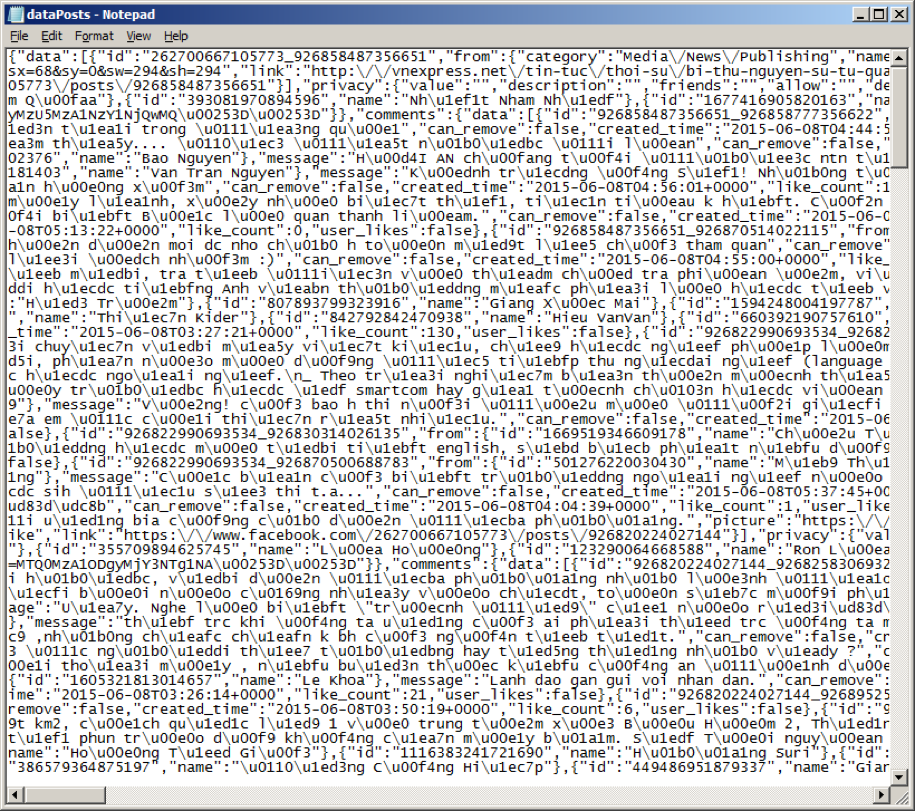 dataPosts - Notepad
File Edit Format View Help
{"data":[{"id":"262700667105773_926858487356651","from":{"category":"Media\/News\/Publishing","name
sx=68&sy=0&sw=294&sh=294","link":"http:\/\/vnexpress.net\/tin-tuc\/thoi-su\/bi-thu-nguyen-su-tu-qua
05773\/posts\/926858487356651"}],"privacy":{"value":"","description":"","friends":"","allow":"","de
m Q\u00faa"},{"id":"393081970894596","name":"Nh\u1ef1t Nham Nh\u1edf"},{"id":"1677416905820163","na
yMzU5MzA1NzY1NjQwMQ\u00253D\u00253D"}},"comments":{"data":[{"id":"926858487356651_926858777356622",
1ed3n t\u1ea1i trong \u0111\u1ea3ng qu\u00e1","can_remove":false,"created_time":"2015-06-08T04:44:5
ea3m th\u1ea5y.... \u0110\u1ec3 \u0111\u1ea5t n\u01b0\u1edbc \u0111i l\u00ean","can_remove":false,"
02376","name":"Bao Nguyen"},"message":"H\u00d4I AN ch\u00fang t\u00f4i \u0111\u01b0\u1ee3c ntn t\u1
181403","name":"Van Tran Nguyen"},"message":"K\u00ednh tr\u1ecdng \u00f4ng S\u1ef1! Nh\u01b0ng t\u0
a1n h\u00e0ng x\u00f3m","can_remove":false,"created_time":"2015-06-08T04:56:01+0000","like_count":1
m\u00e1y l\u1ea1nh, x\u00e2y nh\u00e0 bi\u1ec7t th\u1ef1, ti\u1ec1n ti\u00eau k h\u1ebft. C\u00f2n
0f4i bi\u1ebft B\u00e1c l\u00e0 quan thanh li\u00eam.","can_remove":false,"created_time":"2015-06-0
-08T05:13:22+0000","like_count":0,"user_likes":false},{"id":"926858487356651_926870514022115","from
h\u00e2n d\u00e2n moi dc nho ch\u01b0 h to\u00e0n m\u1ed9t l\u1ee5 ch\u00f3 tham quan","can_remove"
l\u1ee3i \u00edch nh\u00f3m :)","can_remove":false,"created_time":"2015-06-08T04:55:00+0000","like_
\u1eeb m\u1edbi, tra t\u1eeb \u0111i\u1ec3n v\u00e0 th\u1eadm ch\u00ed tra phi\u00ean \u00e2m, vi\u
ddi h\u1ecdc ti\u1ebfng Anh v\u1eabn th\u01b0\u1eddng m\u1eafc ph\u1ea3i l\u00e0 h\u1ecdc t\u1eeb v
:"H\u1ed3 Tr\u00e2m"},{"id":"807893799323916","name":"Giang X\u00ec Mai"},{"id":"1594248004197787",
","name":"Thi\u1ec7n Kider"},{"id":"842792842470938","name":"Hieu VanVan"},{"id":"660392190757610",
_time":"2015-06-08T03:27:21+0000","like_count":130,"user_likes":false},{"id":"926822990693534_92682
3i chuy\u1ec7n v\u1edbi m\u1ea5y vi\u1ec7t ki\u1ec1u, ch\u1ee9 h\u1ecdc ng\u1eef ph\u00e1p l\u00e0m
d5i, ph\u1ea7n n\u00e3o m\u00e0 d\u00f9ng \u0111\u1ec5 ti\u1ebfp thu ng\u1ecdai ng\u1eef (language
c h\u1ecdc ngo\u1ea1i ng\u1eef.\n_ Theo tr\u1ea3i nghi\u1ec7m b\u1ea3n th\u00e2n m\u00ecnh th\u1ea5
u00e0y tr\u01b0\u1edbc h\u1ecdc \u1edf smartcom hay g\u1ea1 t\u00ecnh ch\u0103n n\u1ecdc vi\u00ean
9"},"message":"V\u00e2ng! c\u00f3 bao h thi n\u00f3i \u0111\u00e2u m\u00e0 \u0111\u00f2i gi\u1ecfi
e7a em \u0111c c\u00e1i thi\u1ec7n r\u1ea5t nhi\u1ec1u.","can_remove":false,"created_time":"2015-06
alse},{"id":"926822990693534_926830314026135","from":{"id":"1669519346609178","name":"Ch\u00e2u T\u
1b0\u1eddng h\u1ecdc m\u00e0 t\u1edbi ti\u1ebft english, s\u1ebd b\u1ecb ph\u1ea1t n\u1ebfu d\u00f9
false},{"id":"926822990693534_926870500688783","from":{"id":"501276220030430","name":"M\u1eb9 Th\u1
1ng"},"message":"c\u00e1c b\u1ea1n c\u00f3 bi\u1ebft tr\u01b0\u1eddng ngo\u1ea1i ng\u1eef n\u00e0o
cdc sih \u0111\u1ec1u s\u1ee3 thi t.a...","can_remove":false,"created_time":"2015-06-08T05:37:45+00
ud83d\udc8b","can_remove":false,"created_time":"2015-06-08T04:04:39+0000","like_count":1,"user_like
11i u\u1ed1ng bia c\u00f9ng c\u01b0 d\u00e2n \u0111\u1ecba ph\u01b0\u01a1ng.","picture":"https:\/\/
ike","link":"https:\/\/www.facebook.com\/262700667105773\/posts\/926820224027144"}],"privacy":{"val
"},{"id":"355709894625745","name":"L\u00ea Ho\u00e0ng"},{"id":"123290064668588","name":"Ron L\u00ea
=MTQ0MzA1ODgyMjY3NTg1NA\u00253D\u00253D"}},"comments":{"data":[{"id":"926820224027144_9268258306932
i h\u01b0\u1edbc, v\u1edbi d\u00e2n \u0111\u1ecba ph\u01b0\u01a1ng nh\u01b0 l\u00e3nh \u0111\u1ea1c
\u1ecfi b\u00e0i n\u00e0o c\u0169ng nh\u1ea3y v\u00e0o ch\u1ecdt, to\u00e0n s\u1eb7c m\u00f9i ph\u1
age":"U\u1ea7y. Nghe l\u00e0 bi\u1ebft \"tr\u00ecnh \u0111\u1ed9\" c\u1ee1 n\u00e0o r\u1ed3i\ud83d\
},"message":"th\u1ebf trc khi \u00f4ng ta u\u1ed1ng c\u00f3 ai ph\u1ea3i th\u1eed trc \u00f4ng ta m
c9 ,nh\u01b0ng ch\u1eafc ch\u1eafn k bh c\u00f3 ng\u00f4n t\u1eeb t\u1ed1t.","can_remove":false,"cr
3 \u0111c ng\u01b0\u1eddi th\u1ee7 t\u01b0\u1edbng hay t\u1ed5ng th\u1ed1ng nh\u01b0 v\u1eady ?","c
00e1i tho\u1ea3i m\u00e1y , n\u1ebfu bu\u1ed3n th\u00ec k\u1ebfu c\u00f4ng an \u0111\u00e1nh d\u00e
{"id":"1605321813014657","name":"Le Khoa"},"message":"Lanh dao gan gui voi nhan dan.","can_remove":
ime":"2015-06-08T03:26:14+0000","like_count":21,"user_likes":false},{"id":"926820224027144_92689525
remove":false,"created_time":"2015-06-08T03:50:19+0000","like_count":6,"user_likes":false},{"id":"9
9t km2, c\u00e1ch qu\u1ed1c l\u1ed9 1 v\u00e0 trung t\u00e2m x\u00e3 B\u00e0u H\u00e0m 2, Th\u1ed1n
t\u1ef1 phun tr\u00e0o d\u00f9 kh\u00f4ng c\u1ea7n m\u00e1y b\u01a1m. S\u1edf T\u00e0i nguy\u00ean
name":"Ho\u00e0ng T\u1eed Gi\u00f3"},{"id":"1116383241721690","name":"H\u01b0\u01a1ng Suri"},{"id":
"386579364875197","name":"\u0110\u1ed3ng C\u00f4ng Hi\u1ec7p"},{"id":"449486951879337","name":"Gian